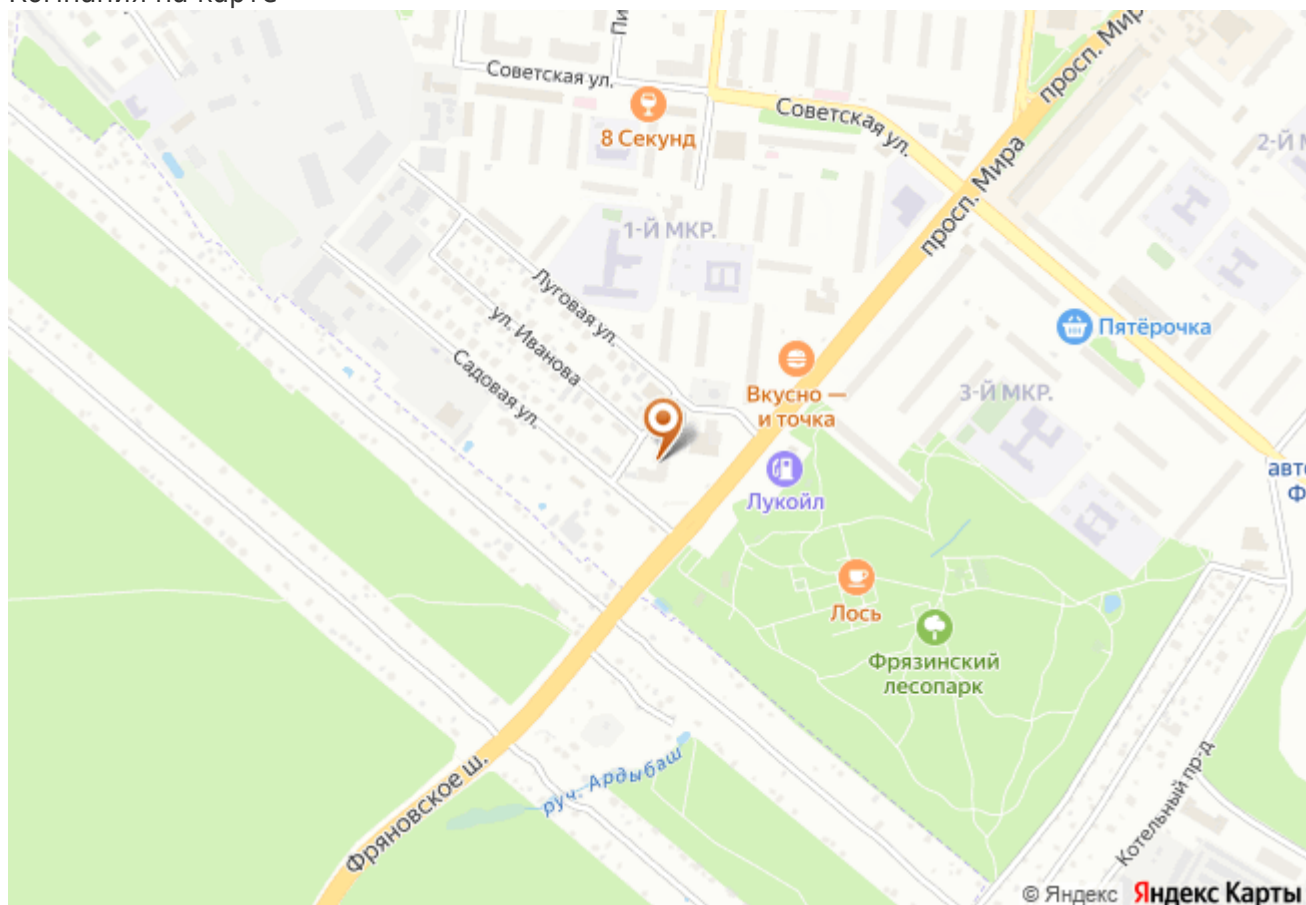 Советская ул.
8 Секунд
Советская ул.
просп. Мира
просп. Мира
1-Й МКР.
Луговая ул.
ул. Иванова
Садовая ул.
Пятёрочка
Вкусно —
и точка
3-Й МКР.
Лукойл
Лось
Фрязинский
лесопарк
руч. Ардыбаш
Фряновское ш.
Котельный пр-д
© Яндекс Яндекс Карты